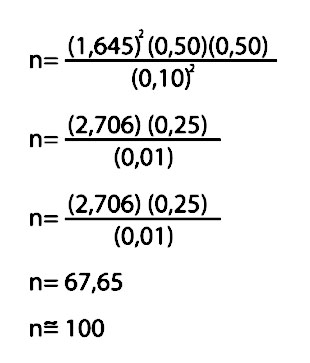 n= (1,645)² (0,50)(0,50)
(0,10)²
n= (2,706) (0,25)
(0,01)
n= (2,706) (0,25)
(0,01)
n= 67,65
n≅ 100